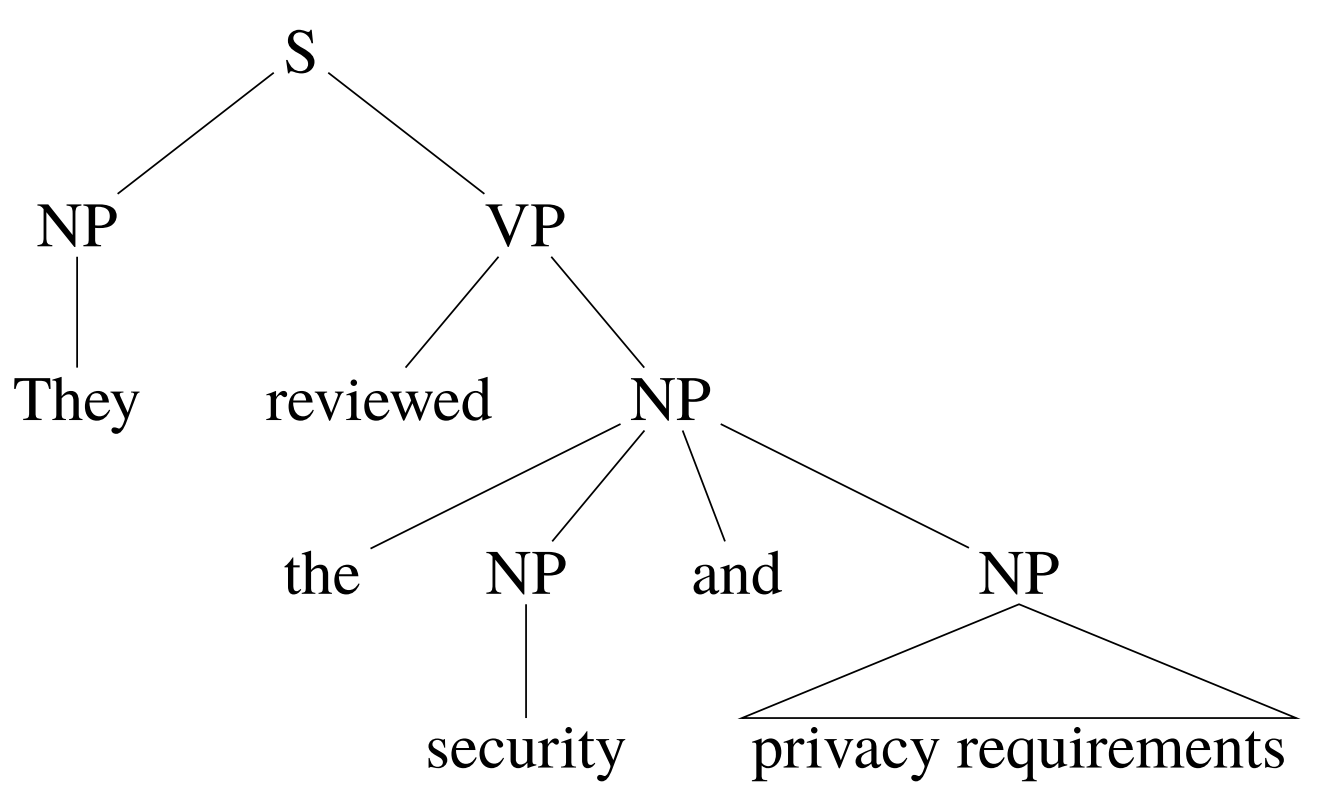 S
NP VP
They reviewed NP
the NP and NP
security privacy requirements